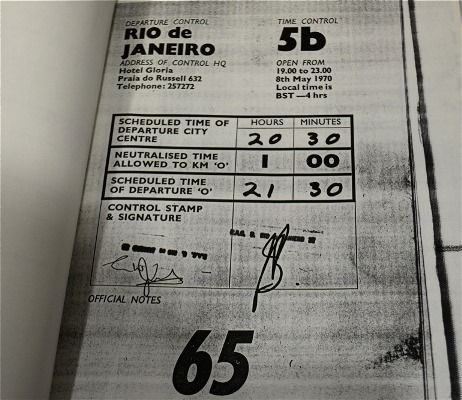 DEPARTURE CONTROL
RIO de
JANEIRO
ADDRESS OF CONTROL HQ
Hotel Gloria
Praia do Russell 632
Telephone: 257272
TIME CONTROL
5b
OPEN FROM
19.00 to 23.00
8th May 1970
Local time is
BST —4 hrs
HOURS MINUTES
SCHEDULED TIME OF
DEPARTURE CITY
CENTRE 20 30
NEUTRALISED TIME
ALLOWED TO KM 'O' 1 00
SCHEDULED TIME
OF DEPARTURE 'O' 21 30
CONTROL STAMP
& SIGNATURE
OFFICIAL NOTES
65